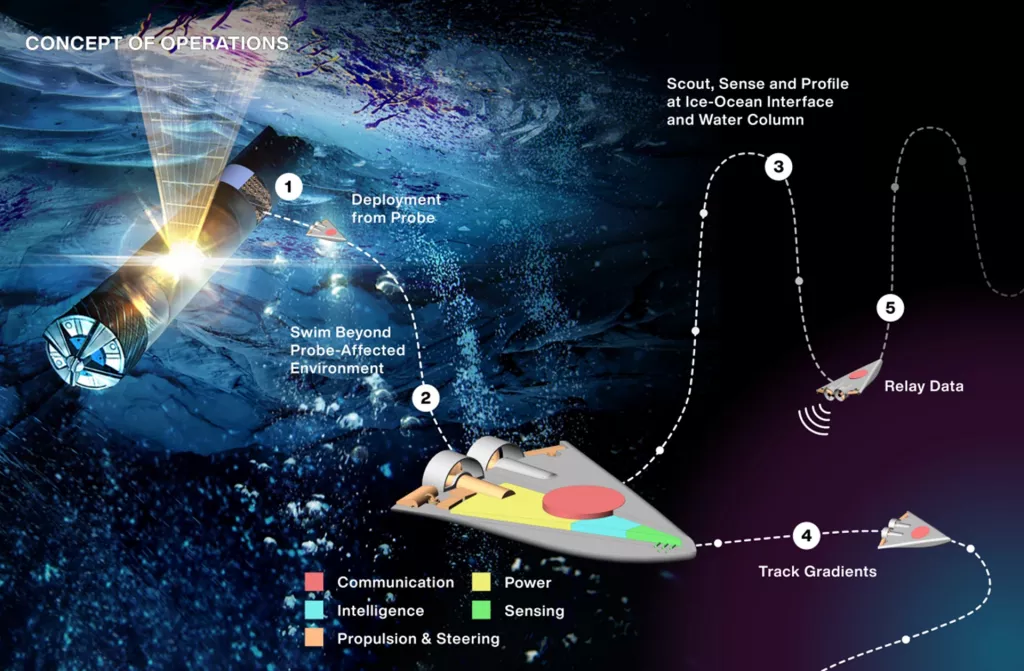 CONCEPT OF OPERATIONS
1
Deployment
from Probe
Swim Beyond
Probe-Affected
Environment
2
Scout, Sense and Profile
at Ice-Ocean Interface
and Water Column
3
5
Relay Data
4
Track Gradients
Communication
Power
Intelligence
Sensing
Propulsion & Steering